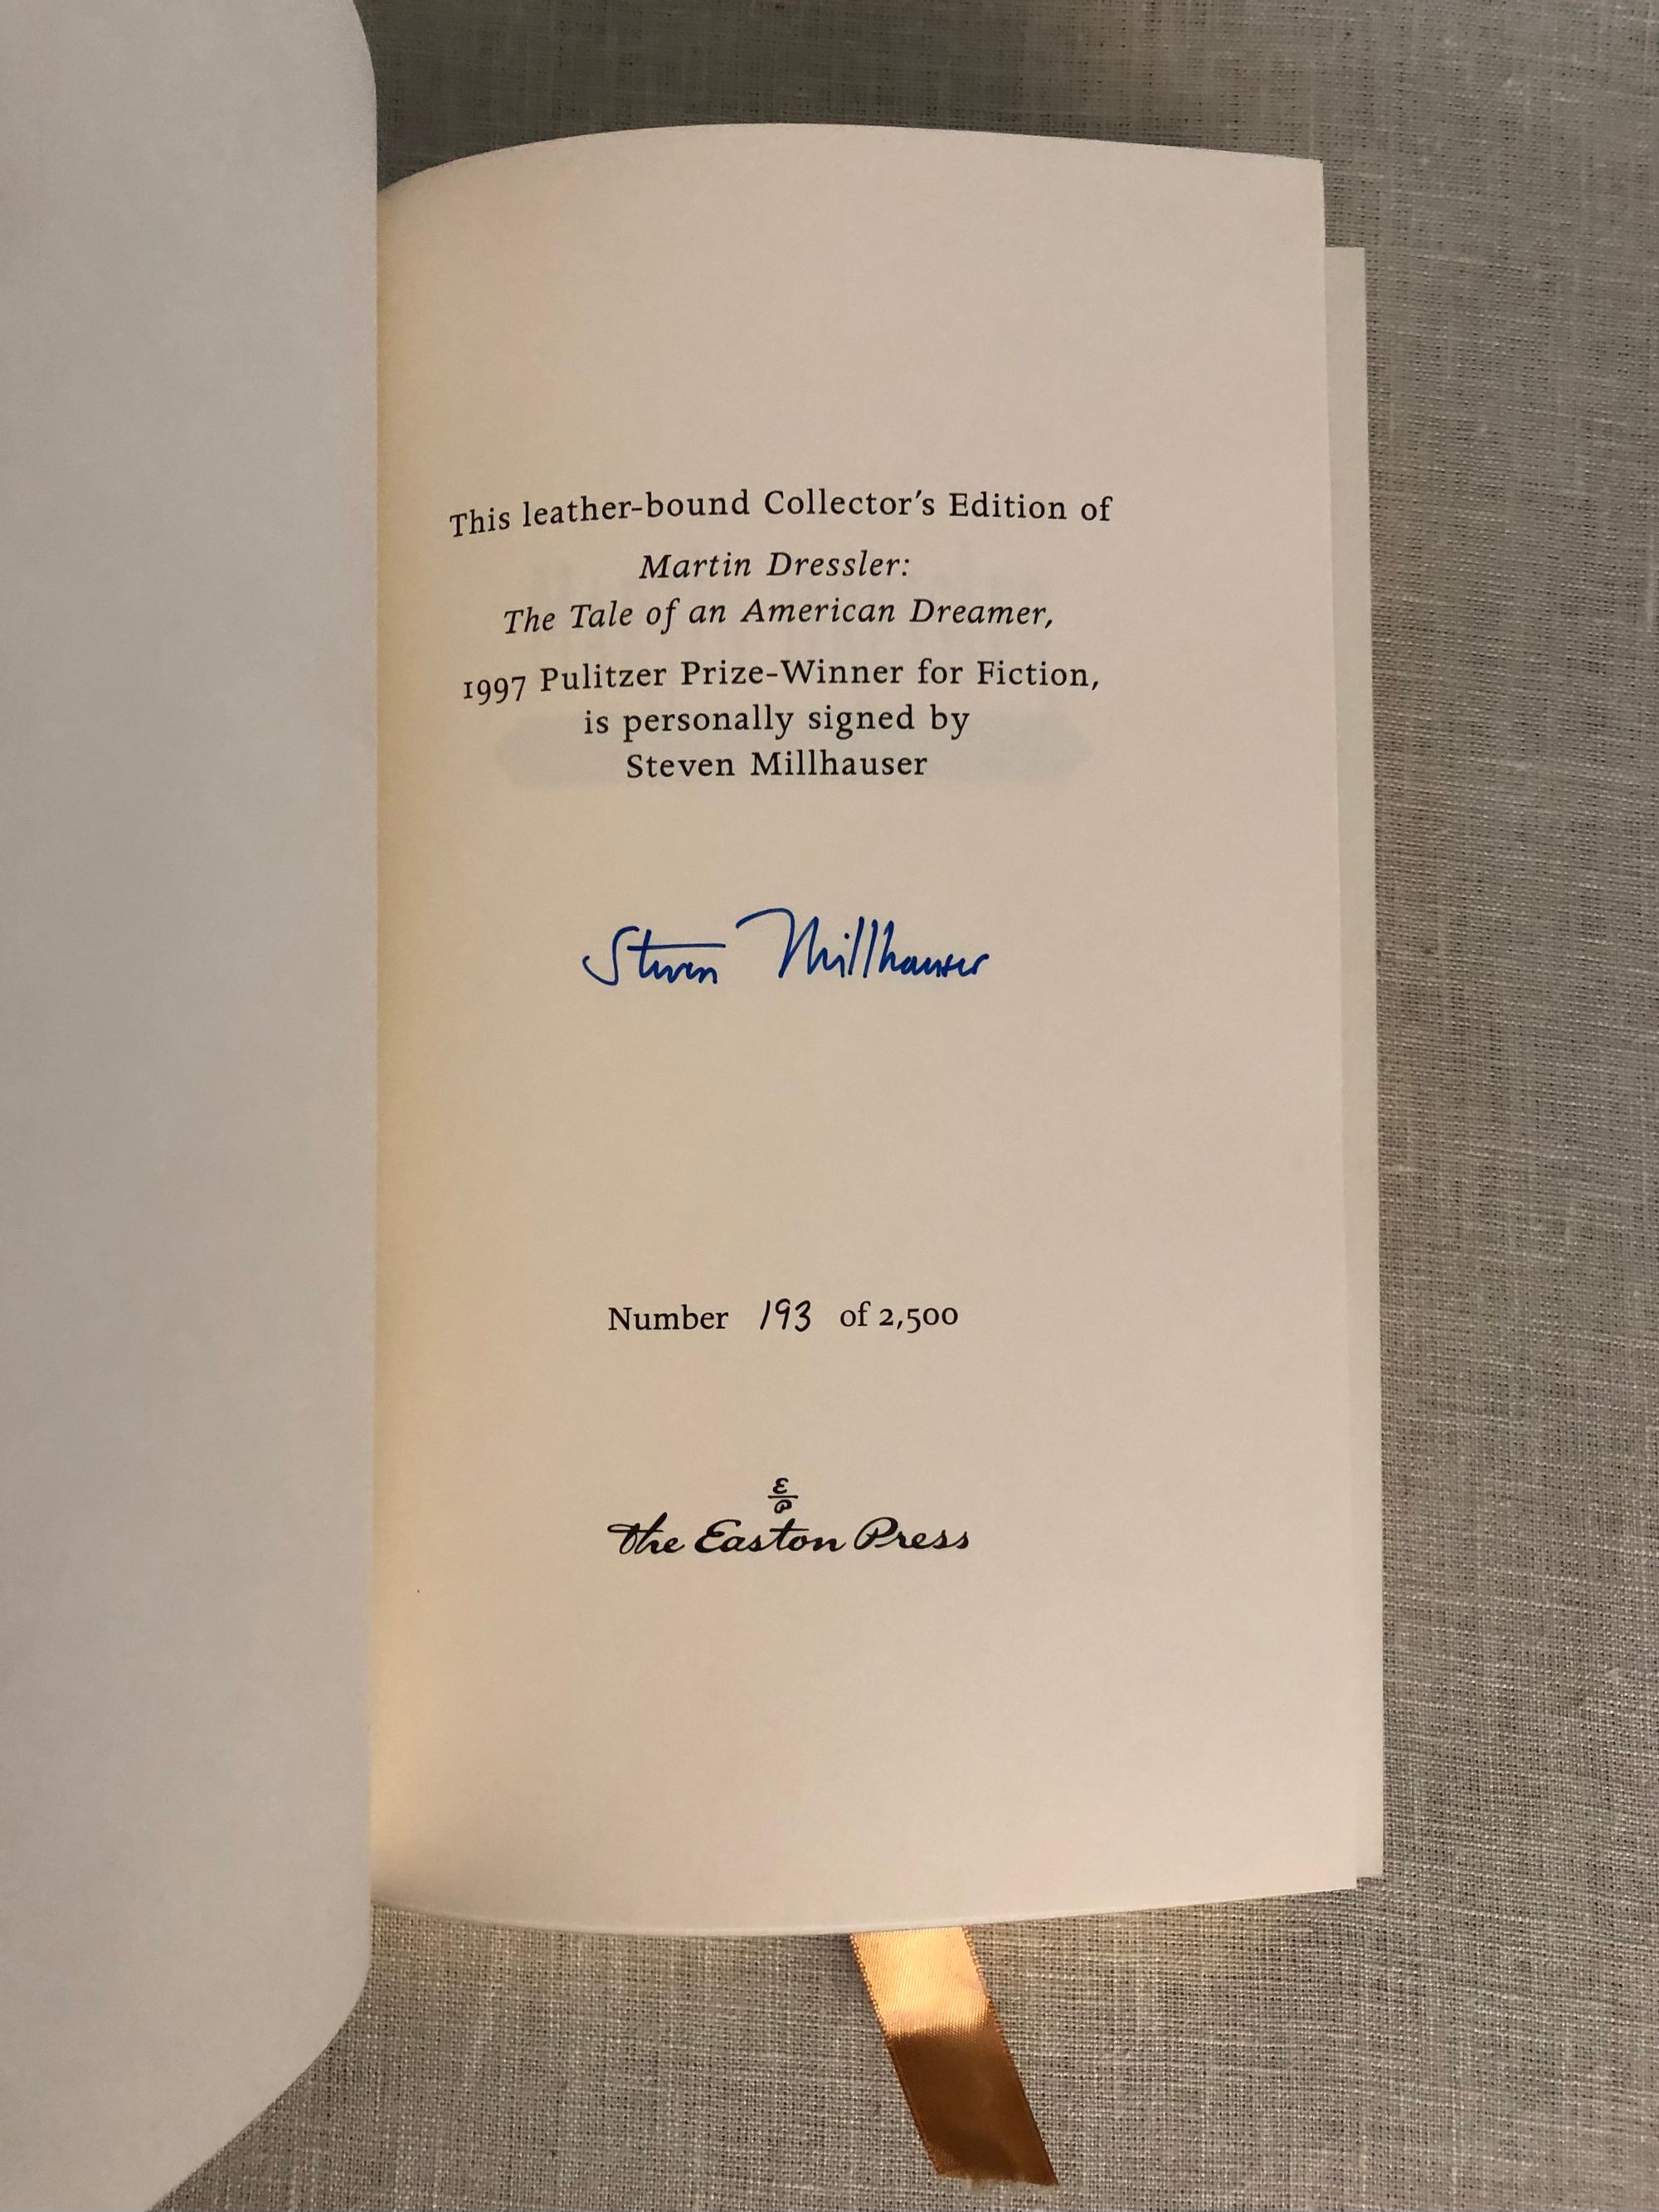 This leather-bound Collector's Edition of
Martin Dressler:
The Tale of an American Dreamer,
1997 Pulitzer Prize-Winner for Fiction,
is personally signed by
Steven Millhauser
Steven Millhauser
Number 193 of 2,500
E
P
The Easton Press